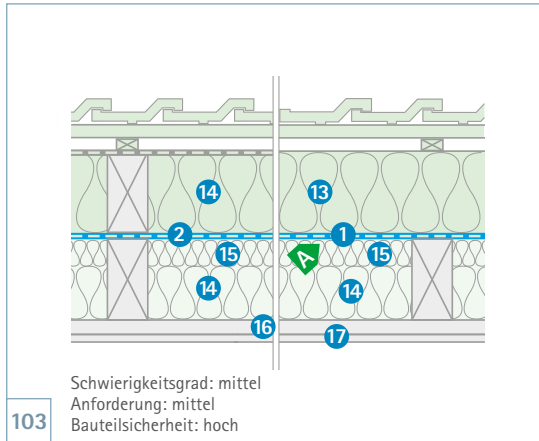 14
13
2
1
15
A
15
14
14
16
17
Schwierigkeitsgrad: mittel
Anforderung: mittel
103
Bauteilsicherheit: hoch